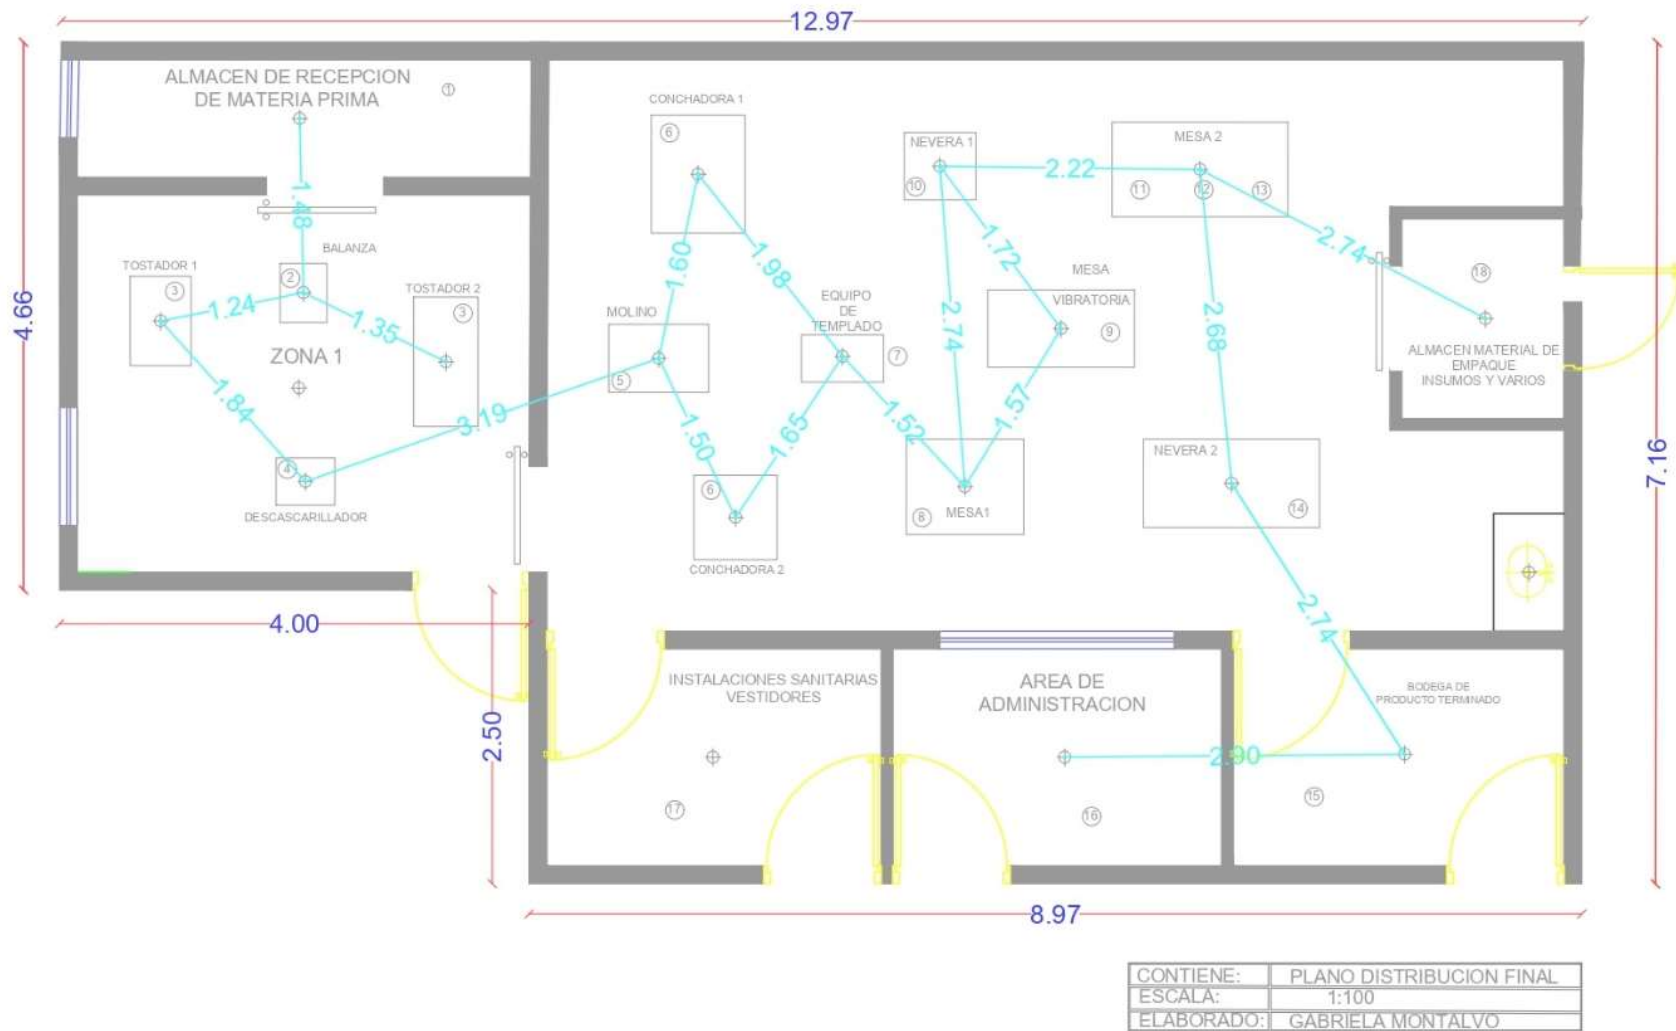 12.97
ALMACEN DE RECEPCION
DE MATERIA PRIMA
1
1.48
BALANZA
2
TOSTADOR 1
3
1.24
TOSTADOR 2
3
1.35
ZONA 1
1.84
4
DESCASCARILLADOR
3.19
4.66
4.00
2.50
CONCHADORA 1
6
1.60
1.98
MOLINO
5
EQUIPO
DE
TEMPLADO
7
1.50
1.65
1.52
6
CONCHADORA 2
NEVERA 1
10
2.22
1.72
2.74
MESA
VIBRATORIA
9
1.57
8
MESA1
MESA 2
11
12
13
2.74
2.68
18
ALMACEN MATERIAL DE
EMPAQUE
INSUMOS Y VARIOS
NEVERA 2
14
2.74
7.16
INSTALACIONES SANITARIAS
VESTIDORES
17
AREA DE
ADMINISTRACION
16
2.90
BODEGA DE
PRODUCTO TERMINADO
15
8.97
CONTIENE: PLANO DISTRIBUCION FINAL
ESCALA: 1:100
ELABORADO: GABRIELA MONTALVO